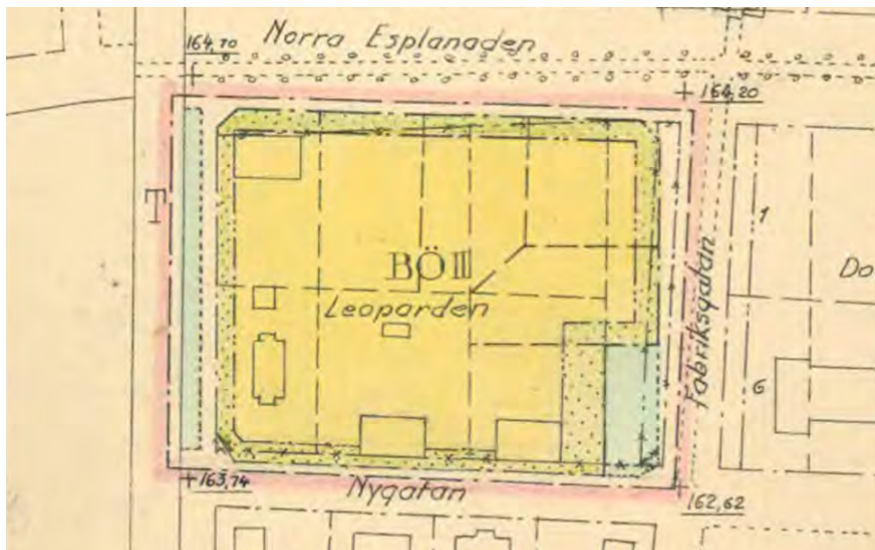 Norra Esplanaden
164,70
164,20
T
1
BÖ III
Leoparden
Fabriksgatan
Do
6
163,74
Nygatan
162,62